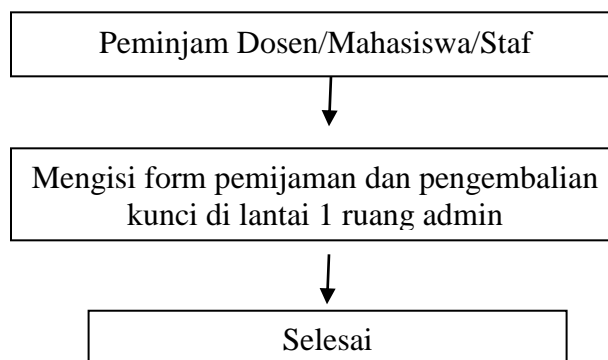 Peminjam Dosen/Mahasiswa/Staf
Mengisi form pemijaman dan pengembalian
kunci di lantai 1 ruang admin
Selesai